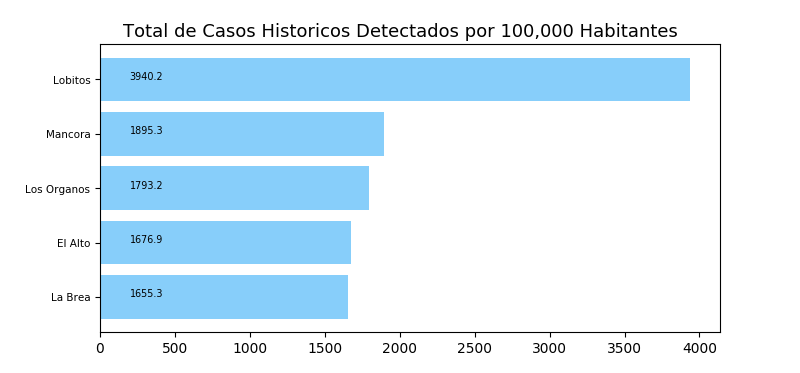 Total de Casos Historicos Detectados por 100,000 Habitantes
Lobitos 3940.2
Mancora 1895.3
Los Organos 1793.2
El Alto 1676.9
La Brea 1655.3
0 500 1000 1500 2000 2500 3000 3500 4000